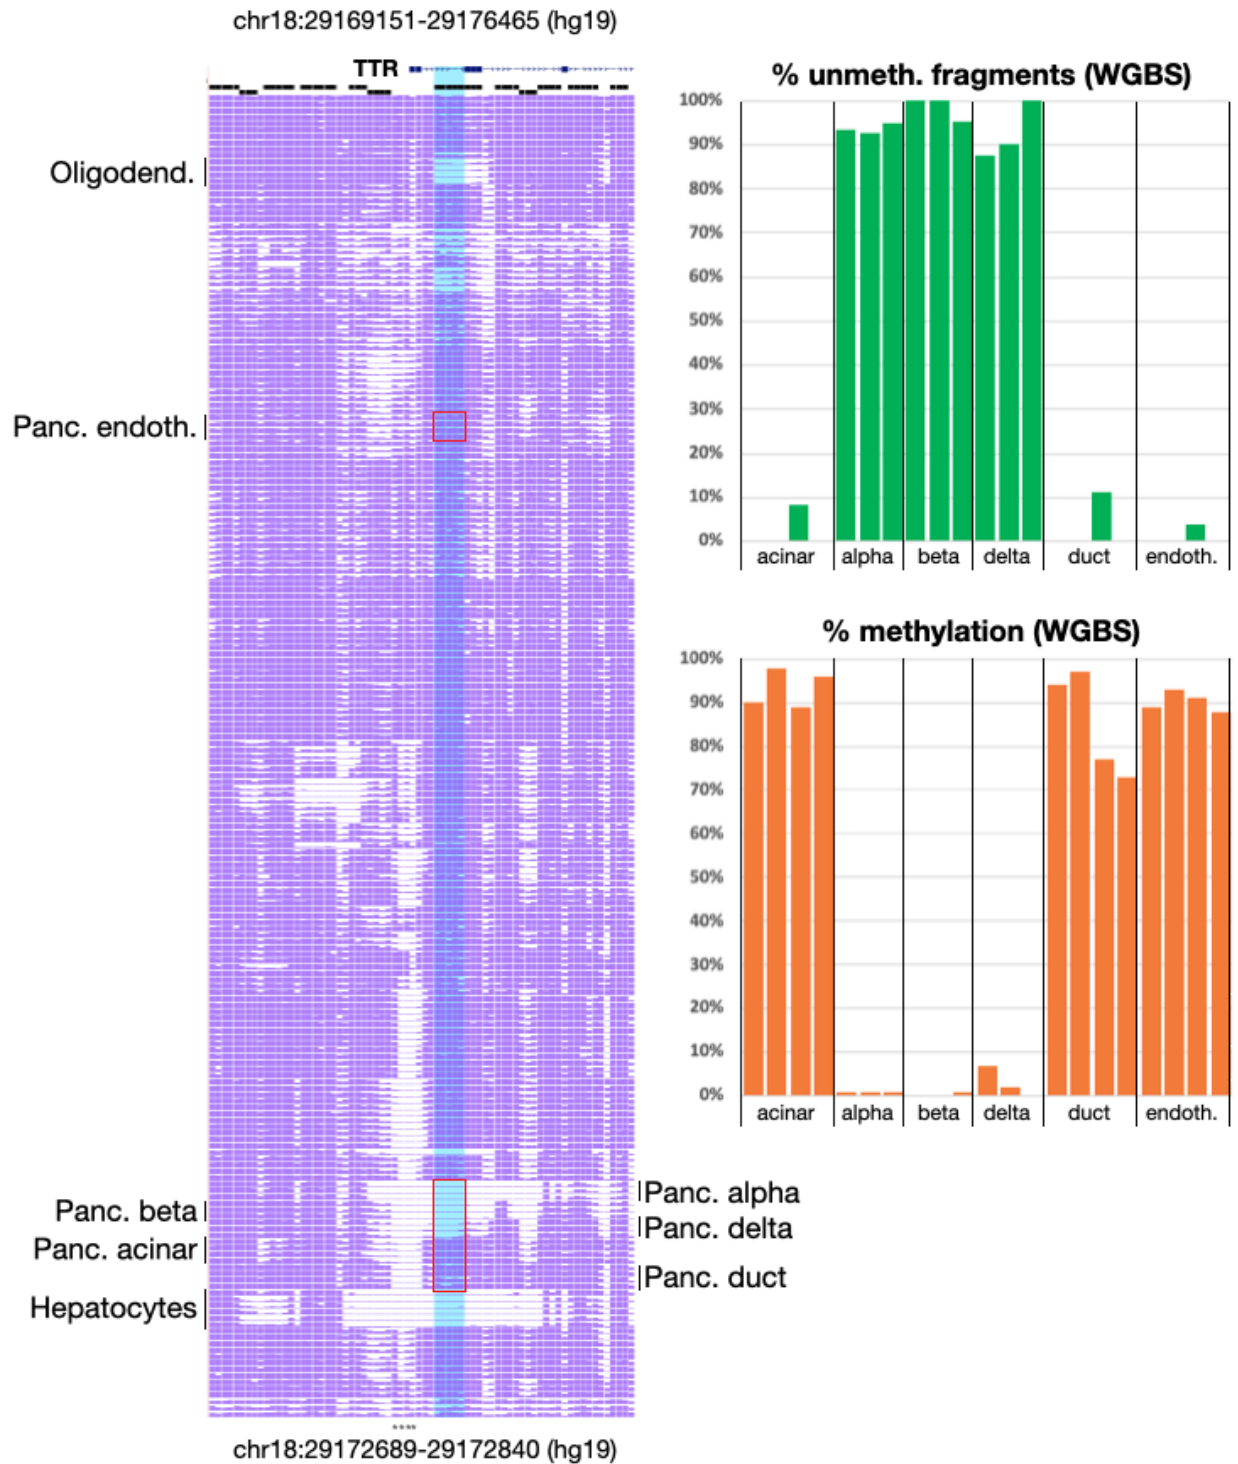 chr18:29169151-29176465 (hg19)
TTR
Oligodend.
Panc. endoth.
Panc. beta
Panc. acinar
Hepatocytes
Panc. alpha
Panc. delta
Panc. duct
****
chr18:29172689-29172840 (hg19)
% unmeth. fragments (WGBS)
100%
90%
80%
70%
60%
50%
40%
30%
20%
10%
0%
acinar alpha beta delta duct endoth.
% methylation (WGBS)
100%
90%
80%
70%
60%
50%
40%
30%
20%
10%
0%
acinar alpha beta delta duct endoth.